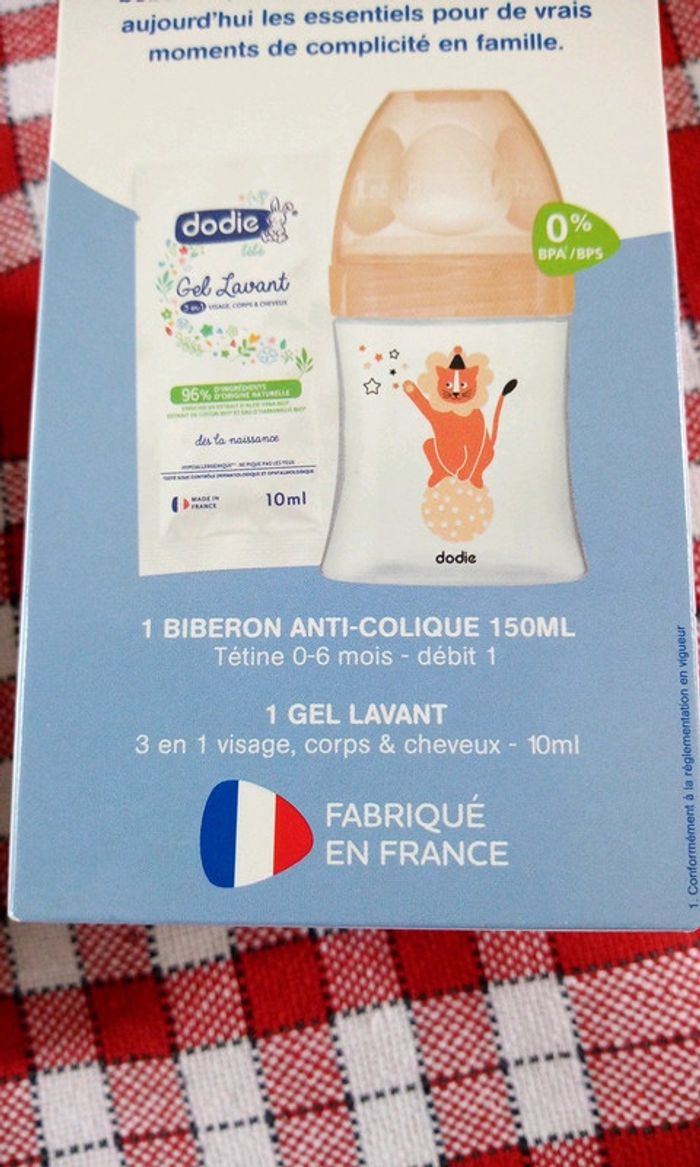 aujourd'hui les essentiels pour de vrais
moments de complicité en famille.
dodie
bébé
Gel Lavant
3 en 1 VISAGE, CORPS & CHEVEUX
96% D'INGRÉDIENTS
D'ORIGINE NATURELLE
dès la naissance
MADE IN
FRANCE
10ml
0%
BPA¹/BPS
dodie
1 BIBERON ANTI-COLIQUE 150ML
Tétine 0-6 mois - débit 1
1 GEL LAVANT
3 en 1 visage, corps & cheveux - 10ml
FABRIQUÉ
EN FRANCE
1. Conformément à la réglementation en vigueur